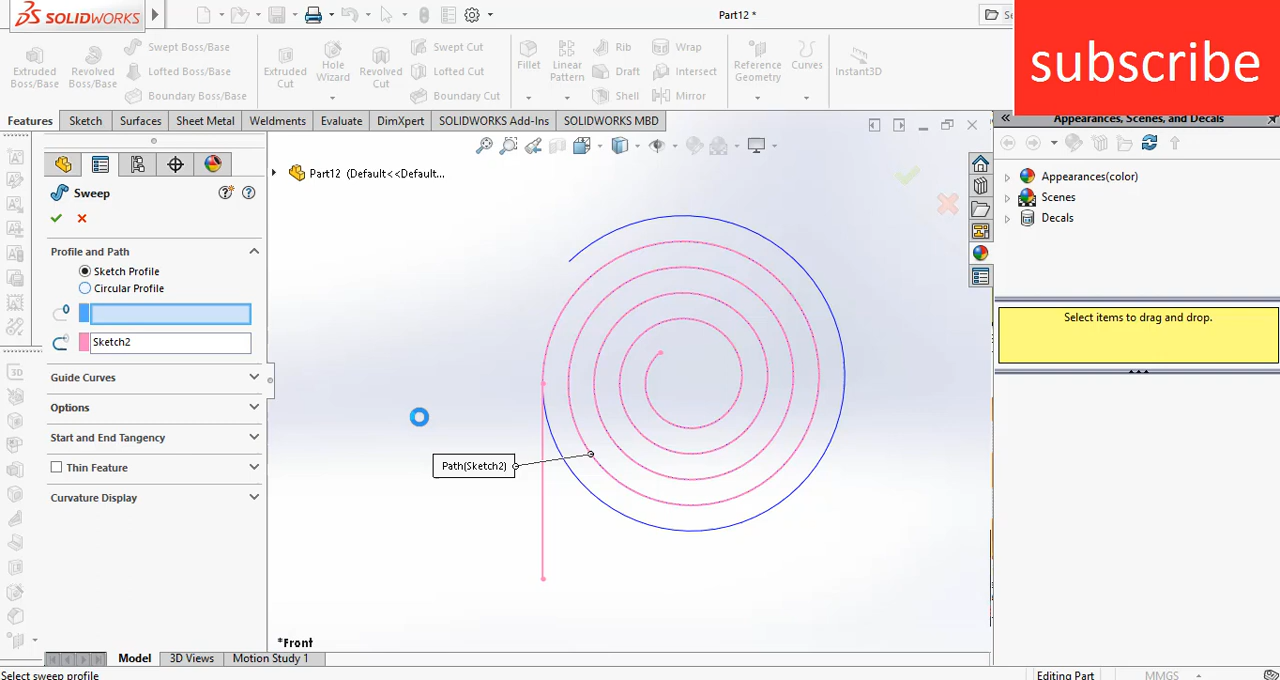 SOLIDWORKS
Part12 *
Se
subscribe
Extruded Boss/Base
Revolved Boss/Base
Swept Boss/Base
Lofted Boss/Base
Boundary Boss/Base
Extruded Cut
Hole Wizard
Revolved Cut
Swept Cut
Lofted Cut
Boundary Cut
Fillet
Linear Pattern
Rib
Draft
Shell
Wrap
Intersect
Mirror
Reference Geometry
Curves
Instant3D
Features
Sketch
Surfaces
Sheet Metal
Weldments
Evaluate
DimXpert
SOLIDWORKS Add-Ins
SOLIDWORKS MBD
Appearances, Scenes, and Decals
Part12 (Default<<Default...
Sweep
Profile and Path
Sketch Profile
Circular Profile
Sketch2
Guide Curves
Options
Start and End Tangency
Thin Feature
Curvature Display
Path(Sketch2)
Appearances(color)
Scenes
Decals
Select items to drag and drop.
*Front
Model
3D Views
Motion Study 1
Select sweep profile
Editing Part
MMGS